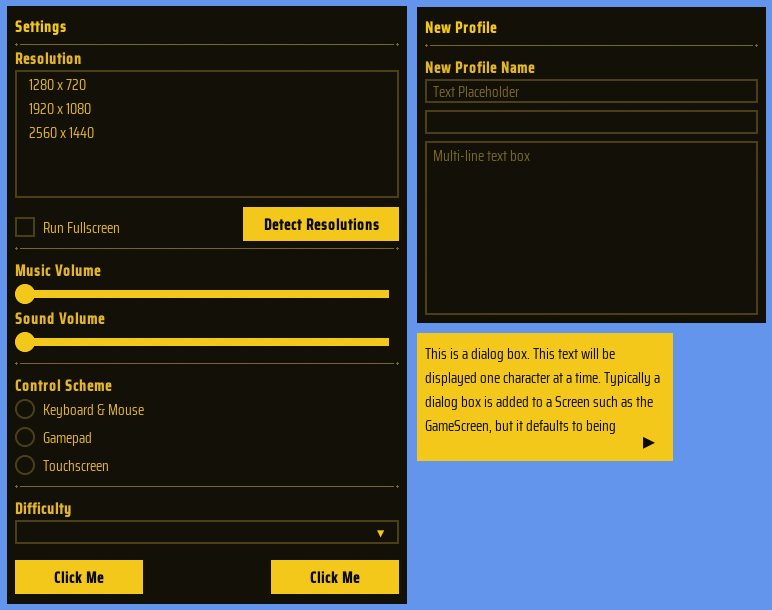 Settings
Resolution
1280 x 720
1920 x 1080
2560 x 1440
Run Fullscreen
Detect Resolutions
Music Volume
Sound Volume
Control Scheme
Keyboard & Mouse
Gamepad
Touchscreen
Difficulty
Click Me
Click Me
New Profile
New Profile Name
Text Placeholder
Multi-line text box
This is a dialog box. This text will be
displayed one character at a time. Typically a
dialog box is added to a Screen such as the
GameScreen, but it defaults to being